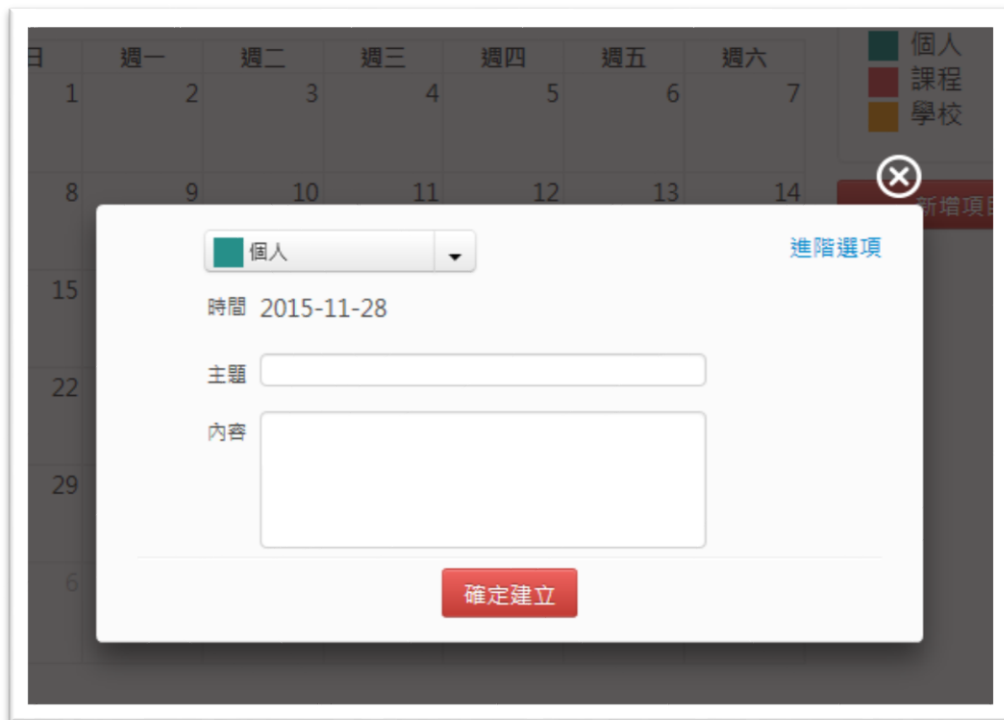 日 週一 週二 週三 週四 週五 週六
1 2 3 4 5 6 7
8 9 10 11 12 13 14
15
22
29
6
個人
課程
學校
新增項目
個人
進階選項
時間 2015-11-28
主題
內容
確定建立